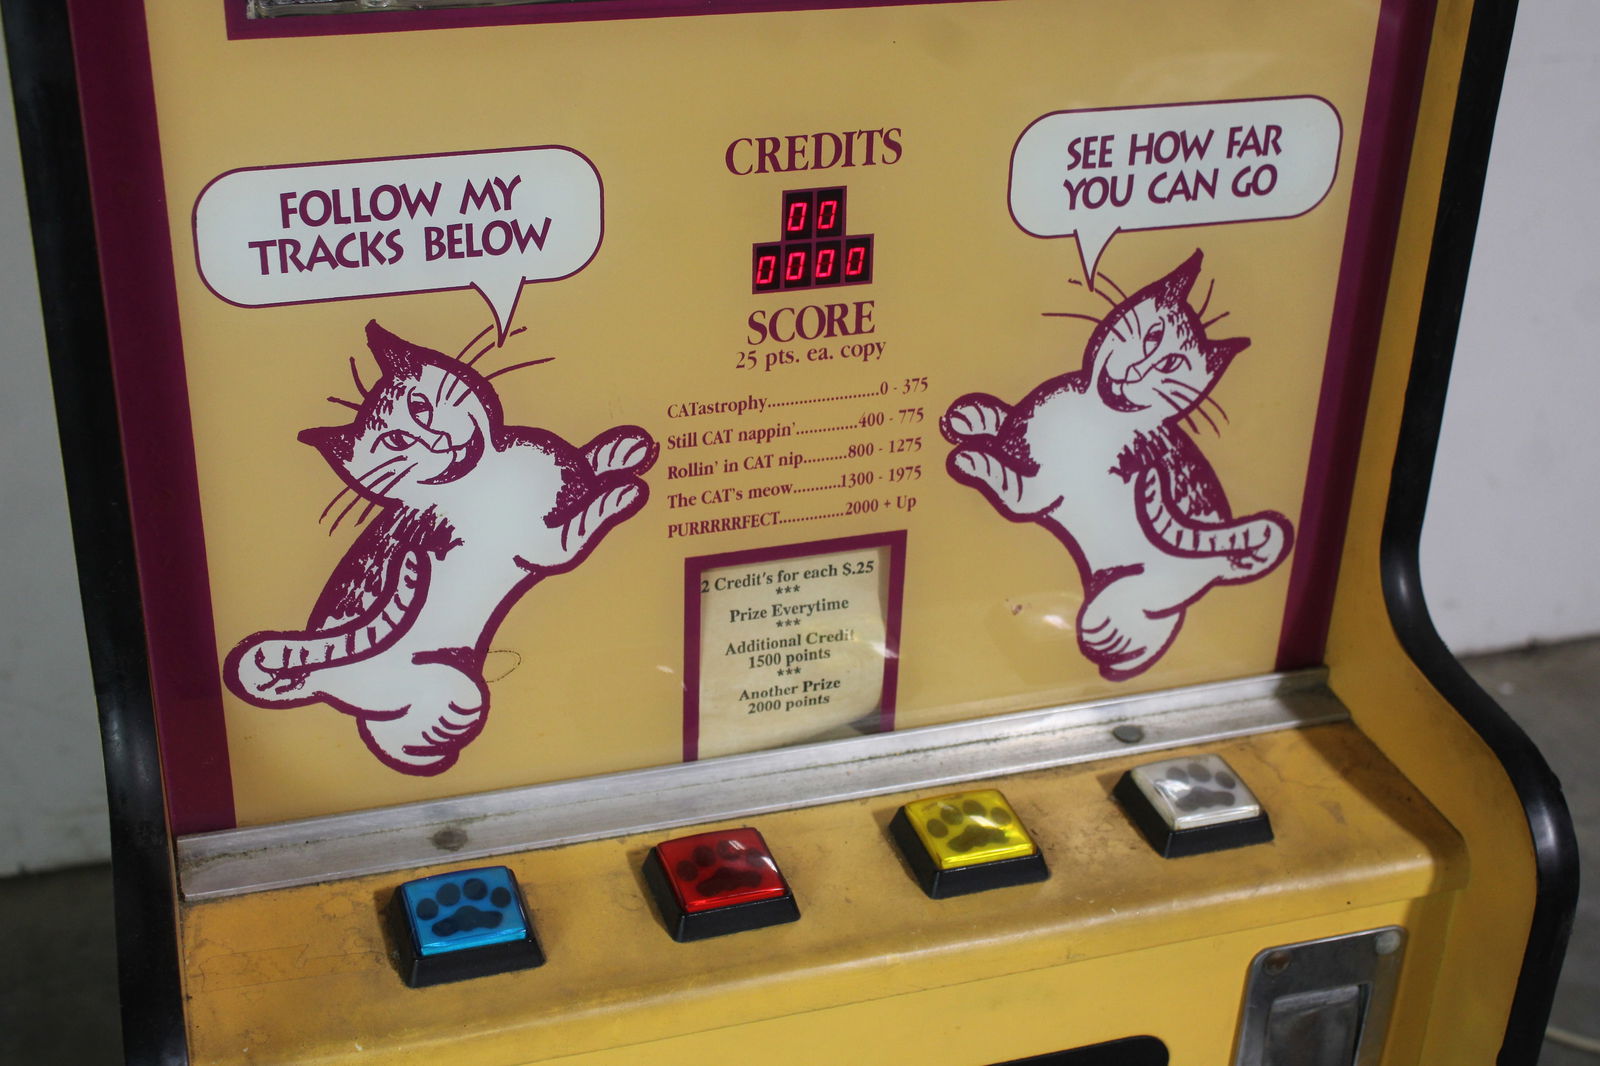 FOLLOW MY
TRACKS BELOW
SEE HOW FAR
YOU CAN GO
CREDITS
00
0000
SCORE
25 pts. ea. copy
CATastrophy.........................0 - 375
Still CAT nappin'..............400 - 775
Rollin' in CAT nip..........800 - 1275
The CAT's meow...........1300 - 1975
PURRRRRFECT...............2000 + Up
2 Credit's for each $.25
***
Prize Everytime
***
Additional Credit
1500 points
***
Another Prize
2000 points